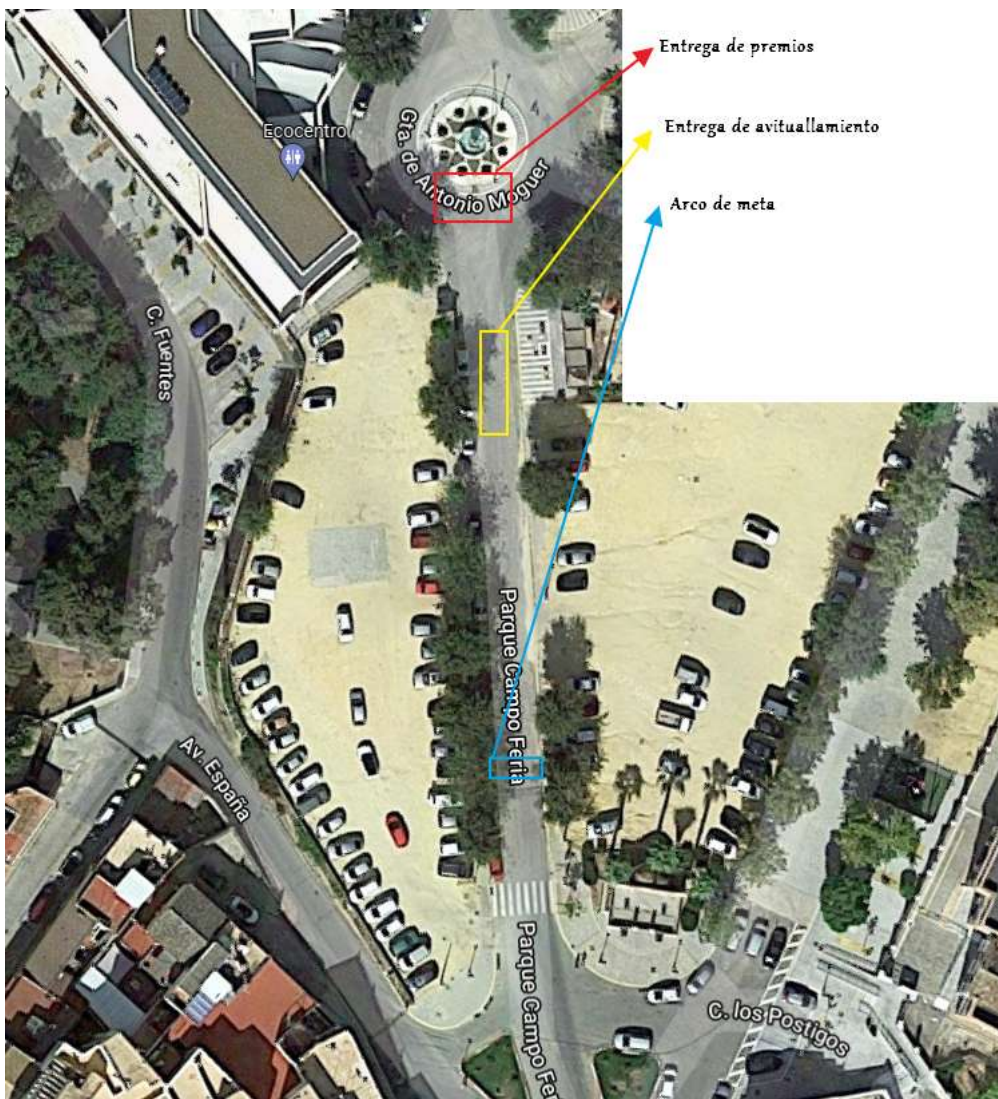 Entrega de premios
Entrega de avituallamiento
Arco de meta
Ecocentro
Gta. de Antonio Moguer
C. Fuentes
Parque Campo Feria
Av. España
Parque Campo Fe
C. los Postigos